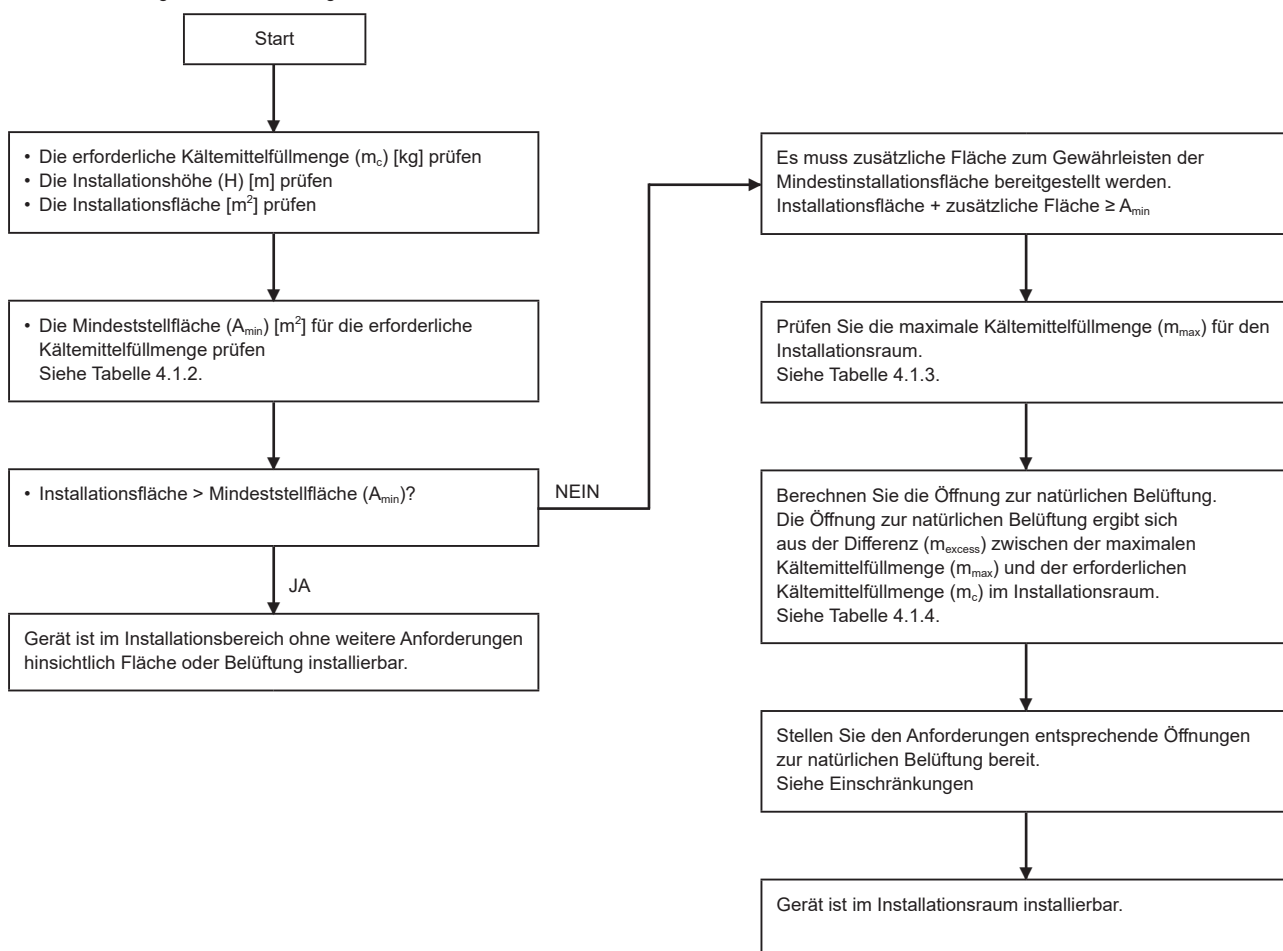 Start
• Die erforderliche Kältemittelfüllmenge (mc) [kg] prüfen
• Die Installationshöhe (H) [m] prüfen
• Die Installationsfläche [m²] prüfen
• Die Mindeststellfläche (Amin) [m²] für die erforderliche
Kältemittelfüllmenge prüfen
Siehe Tabelle 4.1.2.
• Installationsfläche > Mindeststellfläche (Amin)?
NEIN
JA
Gerät ist im Installationsbereich ohne weitere Anforderungen
hinsichtlich Fläche oder Belüftung installierbar.
Es muss zusätzliche Fläche zum Gewährleisten der
Mindestinstallationsfläche bereitgestellt werden.
Installationsfläche + zusätzliche Fläche ≥ Amin
Prüfen Sie die maximale Kältemittelfüllmenge (mmax) für den
Installationsraum.
Siehe Tabelle 4.1.3.
Berechnen Sie die Öffnung zur natürlichen Belüftung.
Die Öffnung zur natürlichen Belüftung ergibt sich
aus der Differenz (mexcess) zwischen der maximalen
Kältemittelfüllmenge (mmax) und der erforderlichen
Kältemittelfüllmenge (mc) im Installationsraum.
Siehe Tabelle 4.1.4.
Stellen Sie den Anforderungen entsprechende Öffnungen
zur natürlichen Belüftung bereit.
Siehe Einschränkungen
Gerät ist im Installationsraum installierbar.